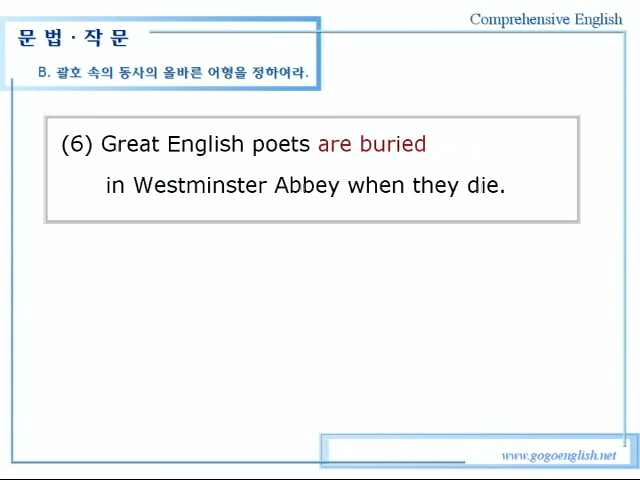 Comprehensive English
문 법 · 작 문
B. 괄호 속의 동사의 올바른 어형을 정하여라.
(6) Great English poets are buried
in Westminster Abbey when they die.
www.gogoenglish.net